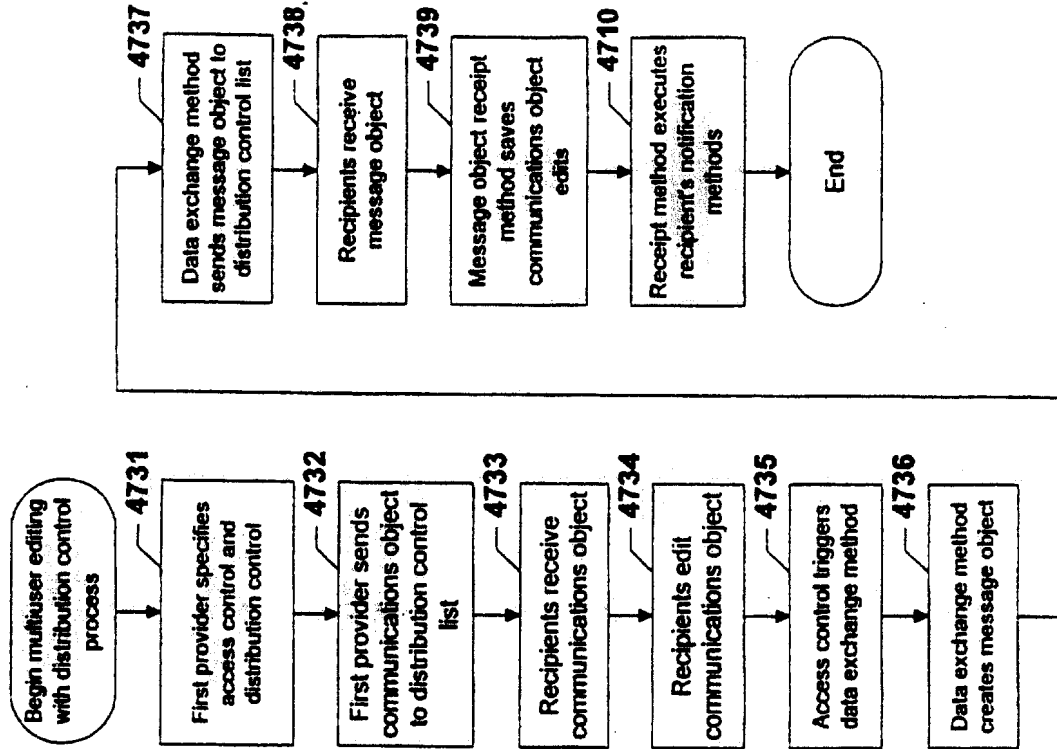 Begin multiuser editing
with distribution control
process
4731
First provider specifies
access control and
distribution control
4732
First provider sends
communications object
to distribution control
list
4733
Recipients receive
communications object
4734
Recipients edit
communications object
4735
Access control triggers
data exchange method
4736
Data exchange method
creates message object
4737
Data exchange method
sends message object to
distribution control list
4738
Recipients receive
message object
4739
Message object receipt
method saves
communications object
edits
4710
Receipt method executes
recipient's notification
methods
End